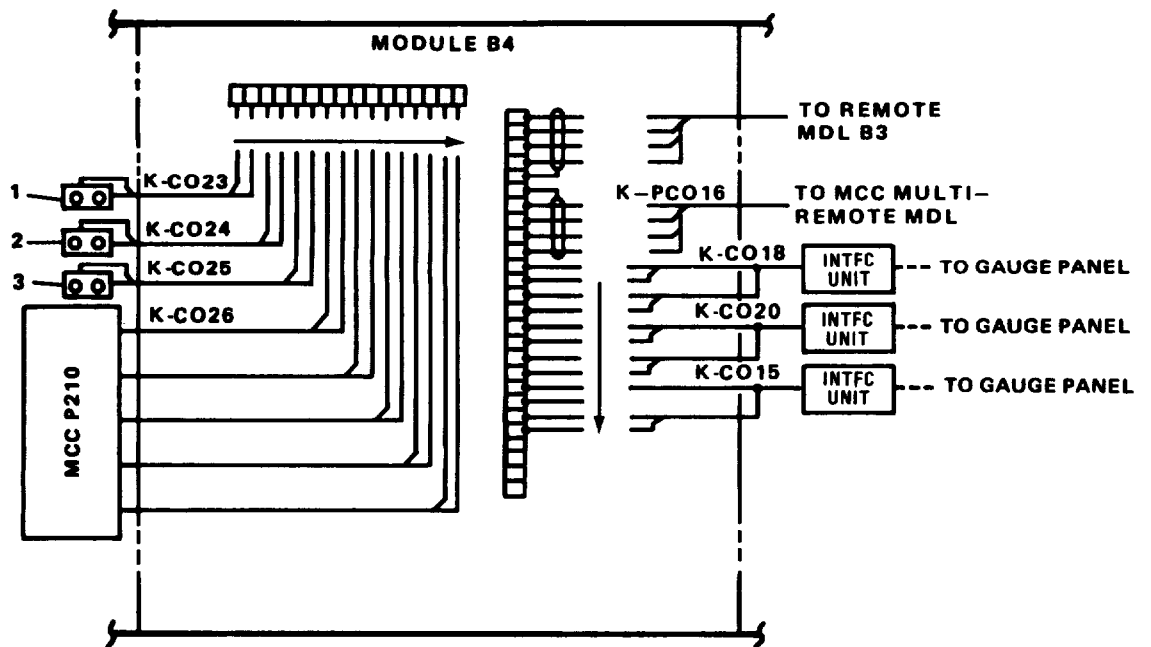 MODULE B4
TO REMOTE
MDL B3
1
K-CO23
K-PCO16
TO MCC MULTI-
REMOTE MDL
2
K-CO24
3
K-CO25
K-CO18
INTFC
UNIT
TO GAUGE PANEL
K-CO26
K-CO20
INTFC
UNIT
TO GAUGE PANEL
MCC P210
K-CO15
INTFC
UNIT
TO GAUGE PANEL